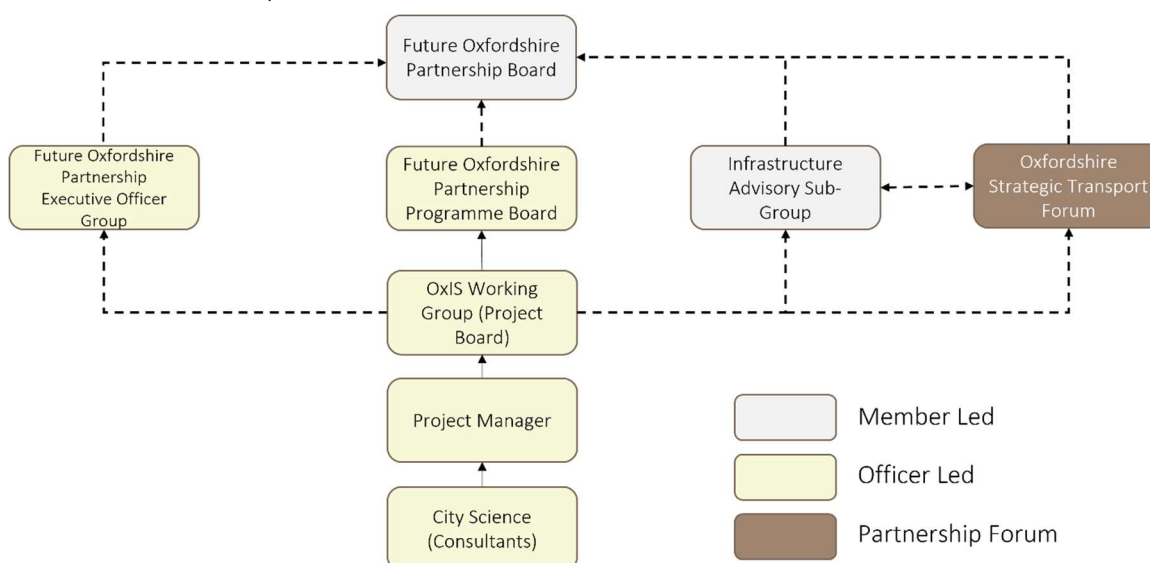 Future Oxfordshire
Partnership Board
Future Oxfordshire
Partnership
Executive Officer
Group
Future Oxfordshire
Partnership
Programme Board
Infrastructure
Advisory Sub-
Group
Oxfordshire
Strategic Transport
Forum
OxIS Working
Group (Project
Board)
Project Manager
City Science
(Consultants)
Member Led
Officer Led
Partnership Forum